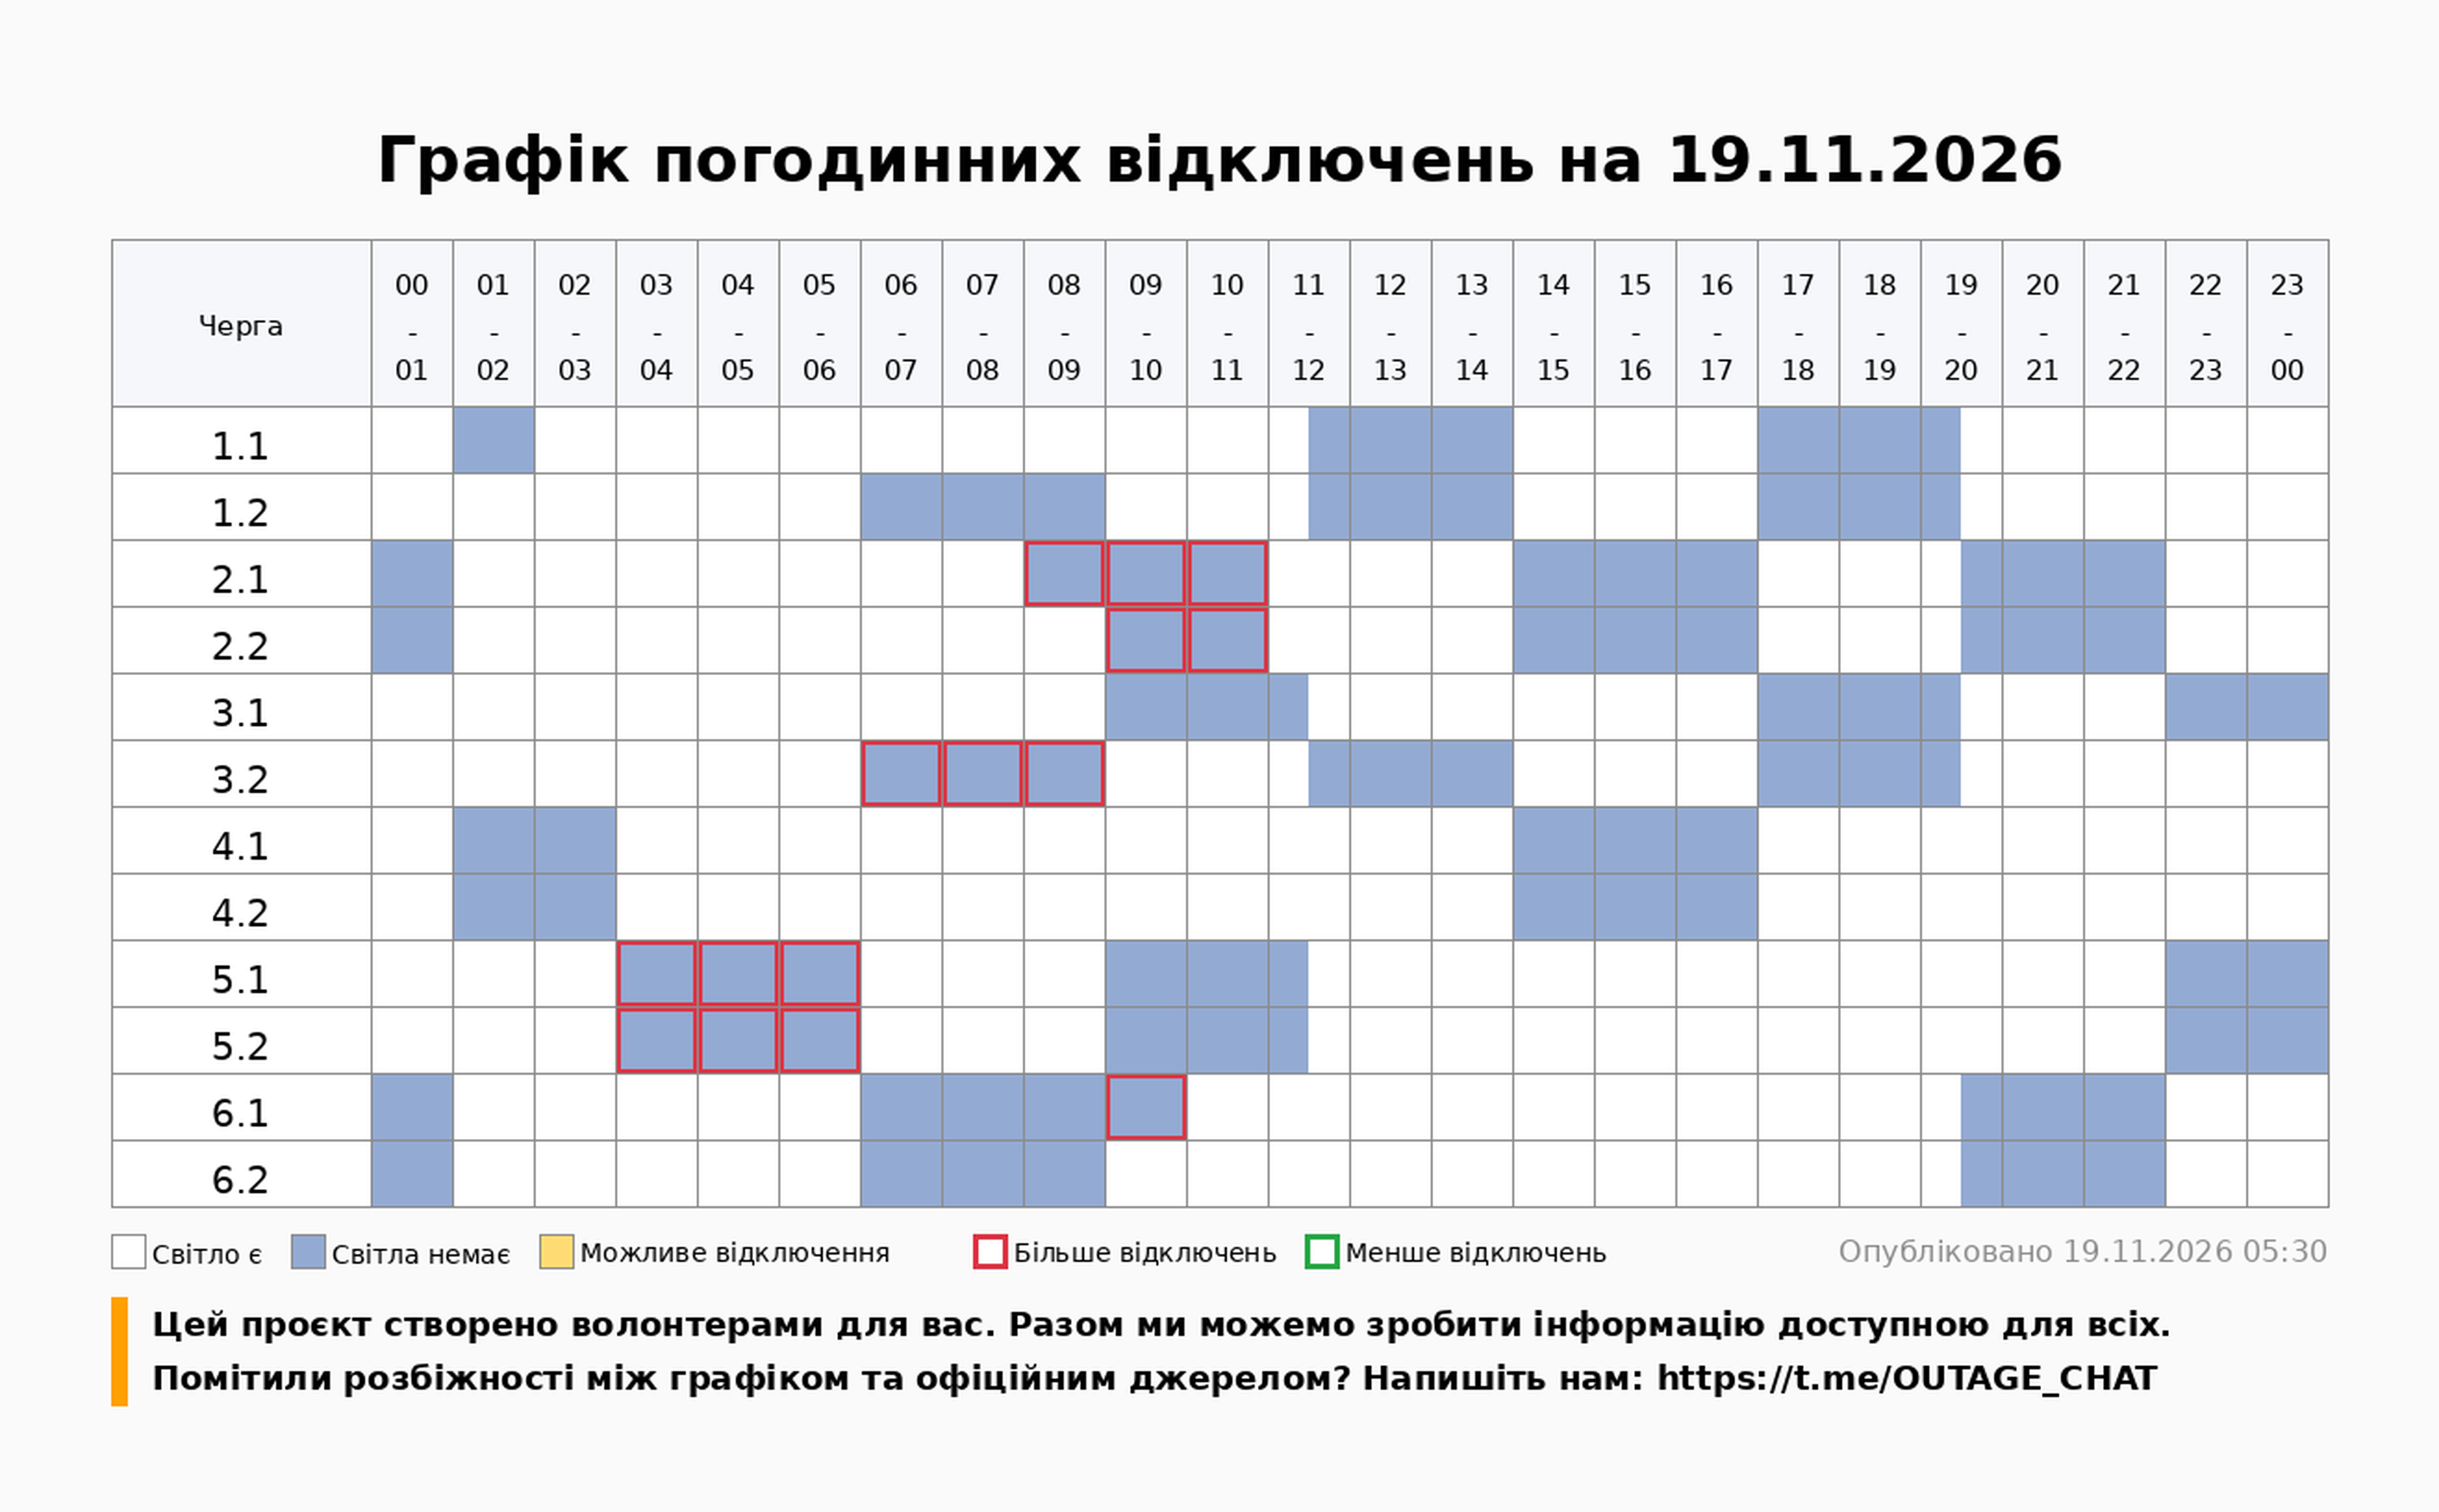 Графік погодинних відключень на 19.11.2026
Черга 00 - 01 01 - 02 02 - 03 03 - 04 04 - 05 05 - 06 06 - 07 07 - 08 08 - 09 09 - 10 10 - 11 11 - 12 12 - 13 13 - 14 14 - 15 15 - 16 16 - 17 17 - 18 18 - 19 19 - 20 20 - 21 21 - 22 22 - 23 23 - 00
1.1
1.2
2.1
2.2
3.1
3.2
4.1
4.2
5.1
5.2
6.1
6.2
Світло є Світла немає Можливе відключення Більше відключень Менше відключень Опубліковано 19.11.2026 05:30
Цей проєкт створено волонтерами для вас. Разом ми можемо зробити інформацію доступною для всіх.
Помітили розбіжності між графіком та офіційним джерелом? Напишіть нам: https://t.me/OUTAGE_CHAT